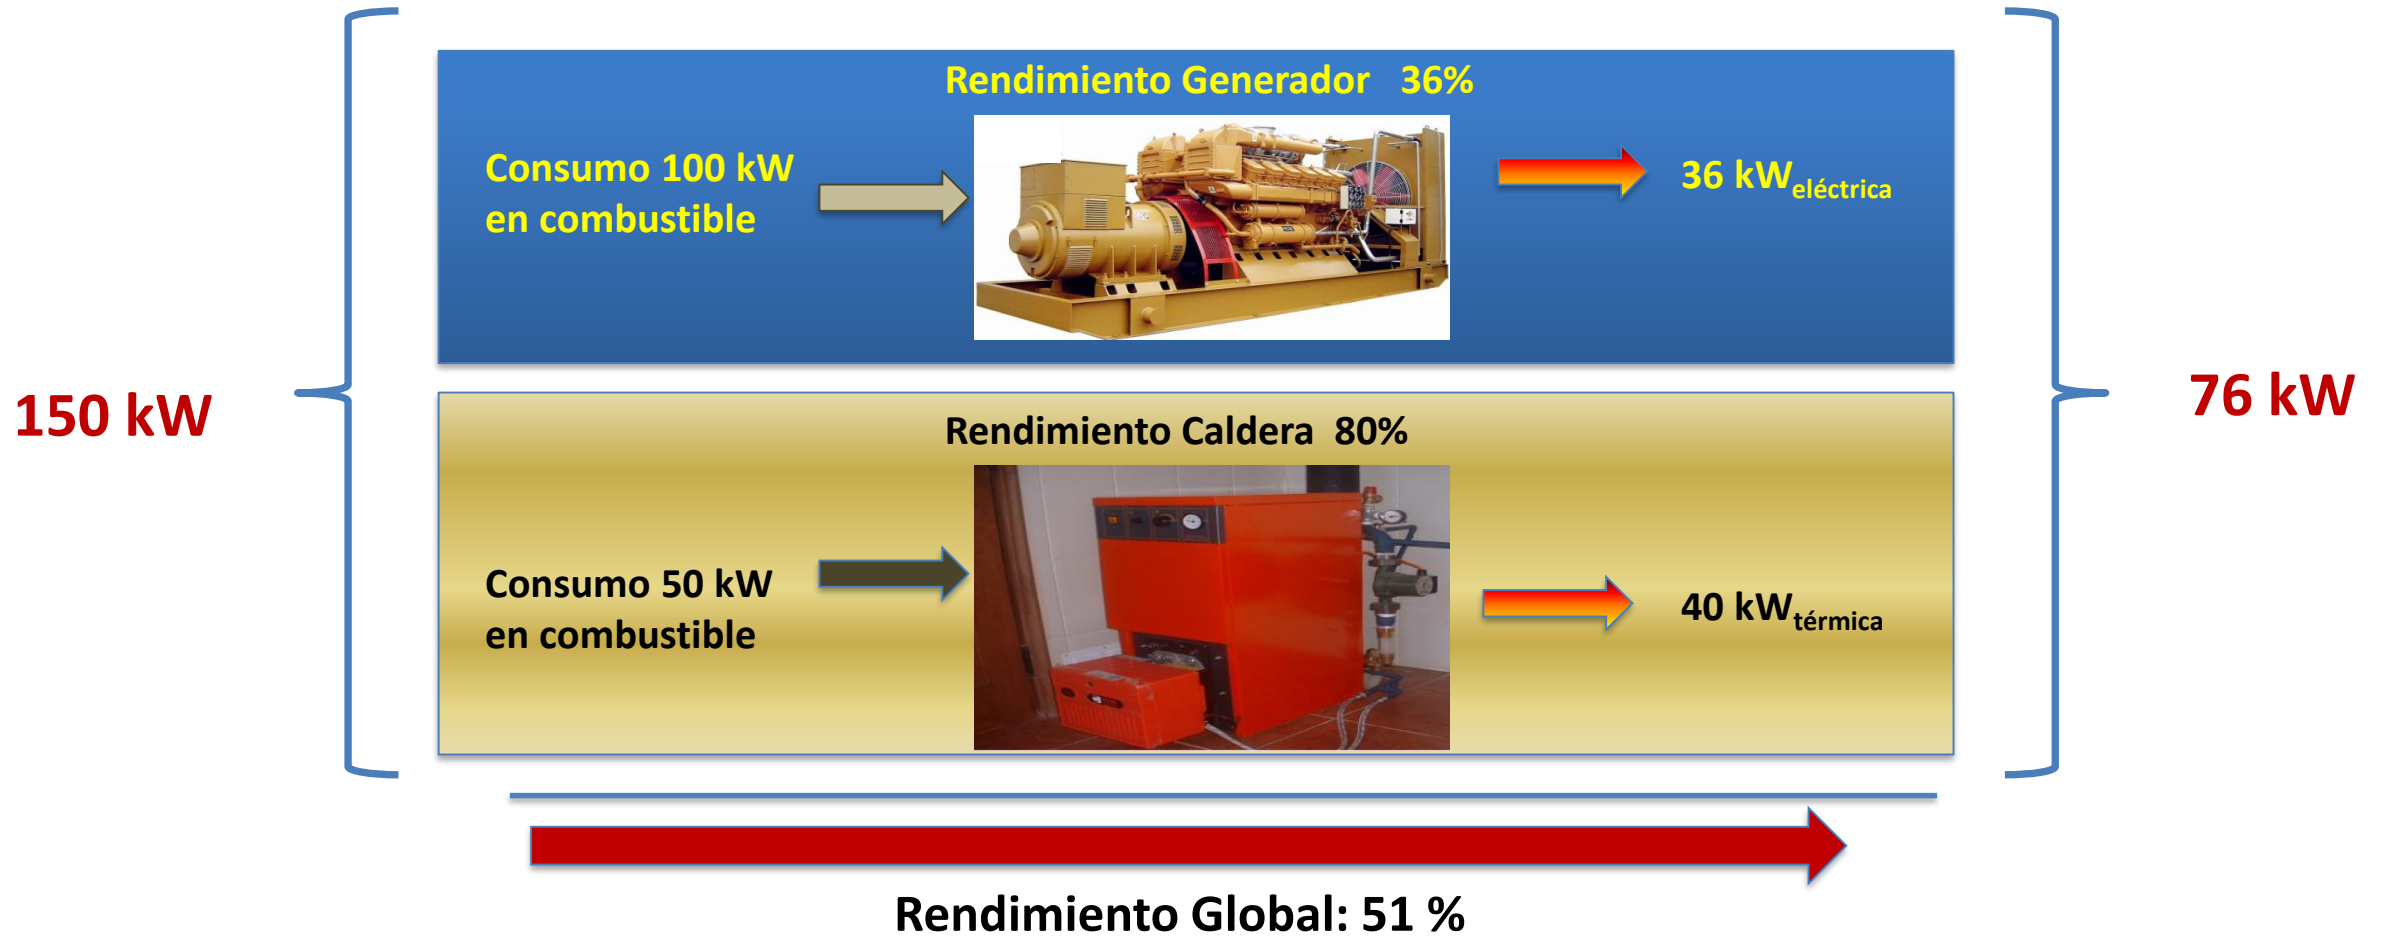 Rendimiento Generador 36%
Consumo 100 kW
en combustible
36 kWeléctrica
150 kW
76 kW
Rendimiento Caldera 80%
Consumo 50 kW
en combustible
40 kWtérmica
Rendimiento Global: 51 %